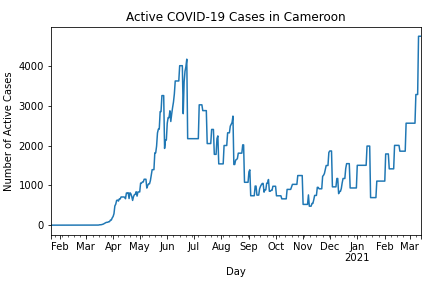 Active COVID-19 Cases in Cameroon
Number of Active Cases
4000
3000
2000
1000
0
Feb Mar Apr May Jun Jul Aug Sep Oct Nov Dec Jan Feb Mar
2021
Day